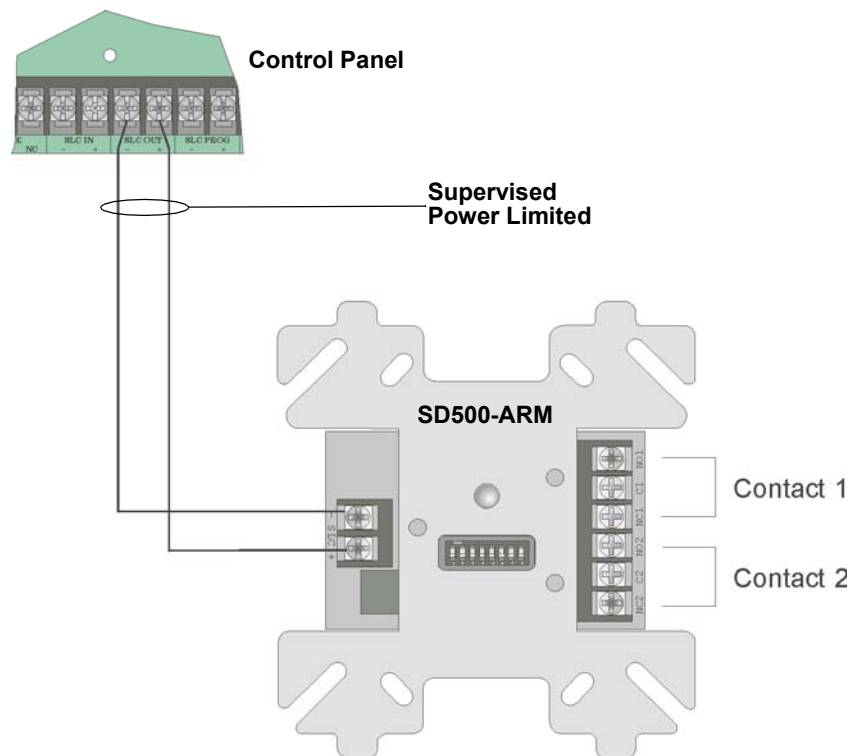 Control Panel
E
NC
SLC IN
- +
SLC OUT
- +
SLC PROG
- +
Supervised
Power Limited
SD500-ARM
- SLC +
NO1
C1
NC1
Contact 1
NO2
C2
NC2
Contact 2